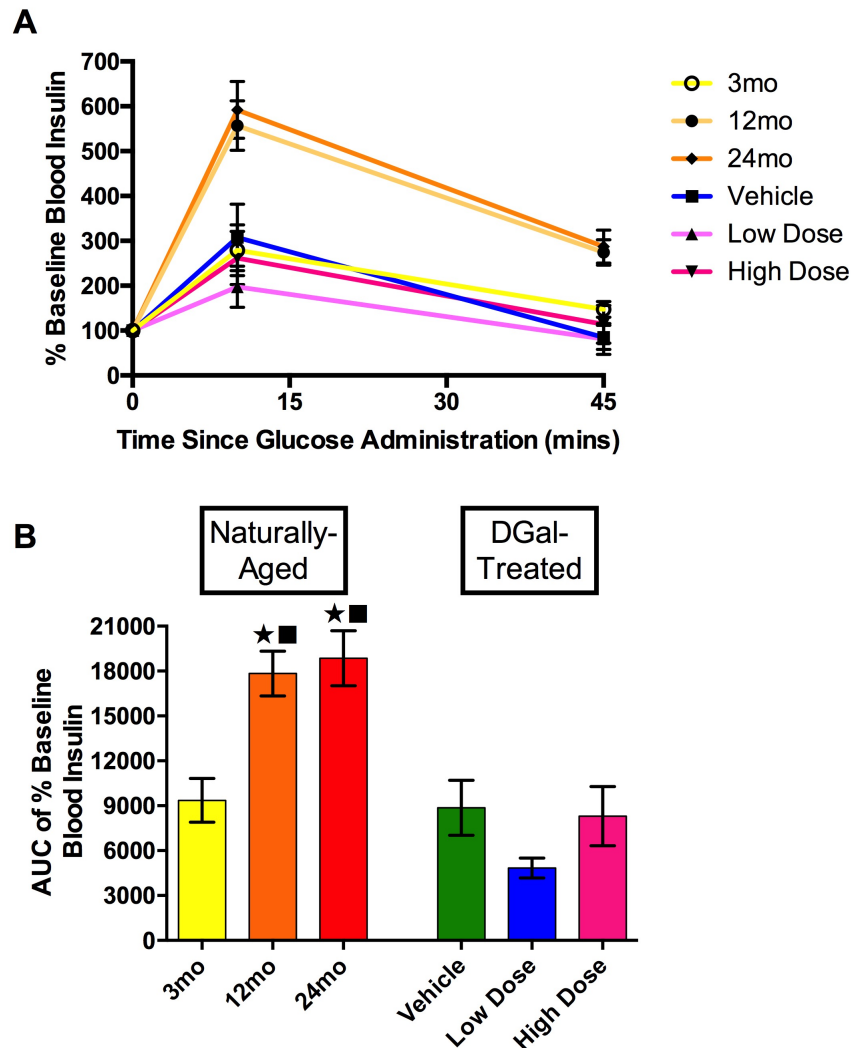 A
% Baseline Blood Insulin
700
600
500
400
300
200
100
0
0
15
30
45
Time Since Glucose Administration (mins)
3mo
12mo
24mo
Vehicle
Low Dose
High Dose
B
Naturally-
Aged
DGal-
Treated
AUC of % Baseline
Blood Insulin
21000
18000
15000
12000
9000
6000
3000
0
3mo
12mo
24mo
Vehicle
Low Dose
High Dose